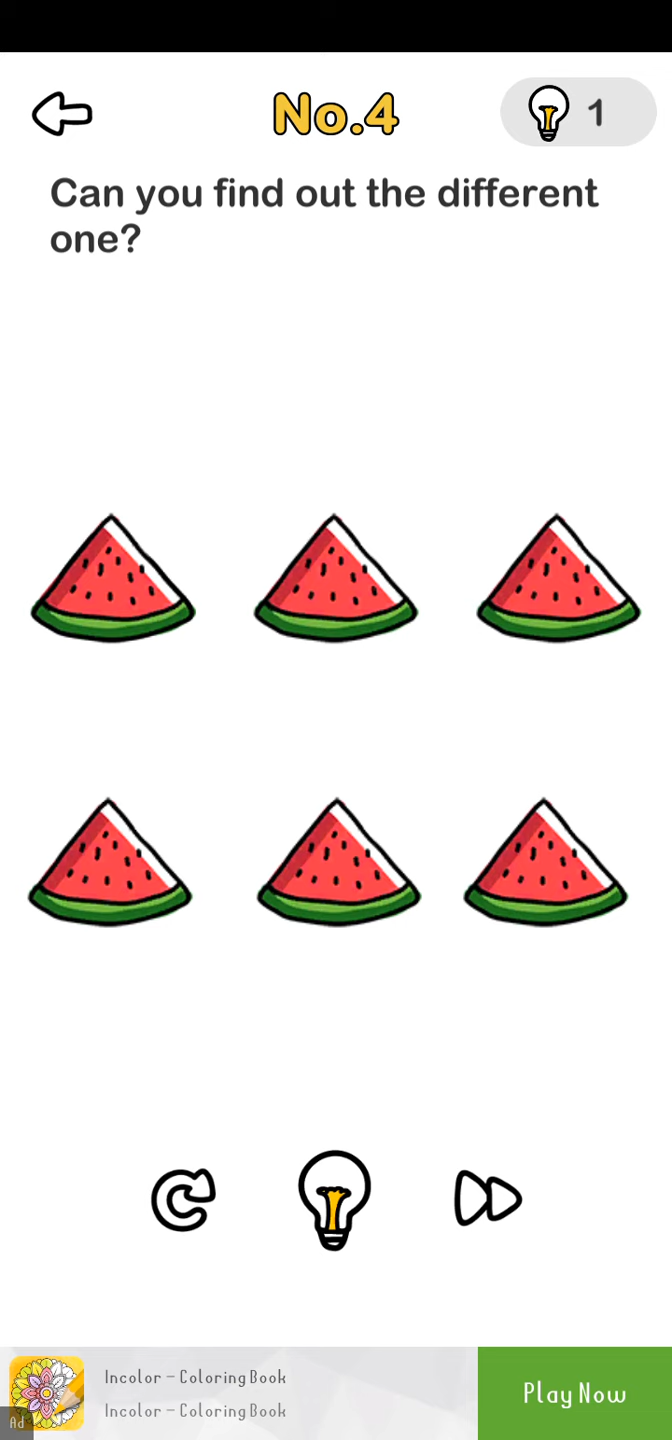 No.4
1
Can you find out the different
one?
Incolor - Coloring Book
Incolor - Coloring Book
Play Now
Ad